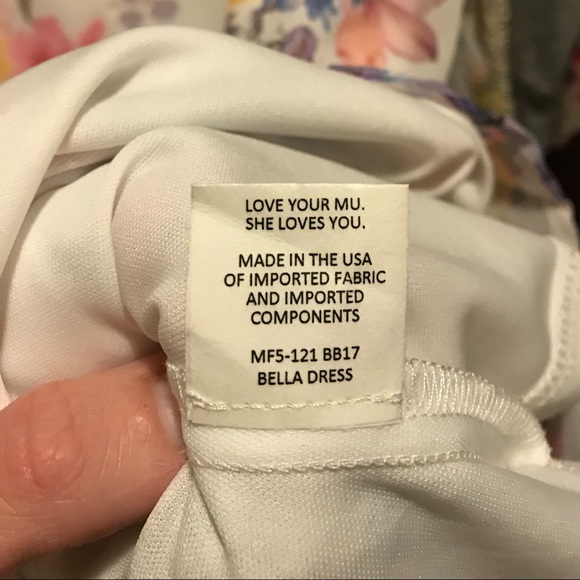 LOVE YOUR MU.
SHE LOVES YOU.
MADE IN THE USA
OF IMPORTED FABRIC
AND IMPORTED
COMPONENTS
MF5-121 BB17
BELLA DRESS